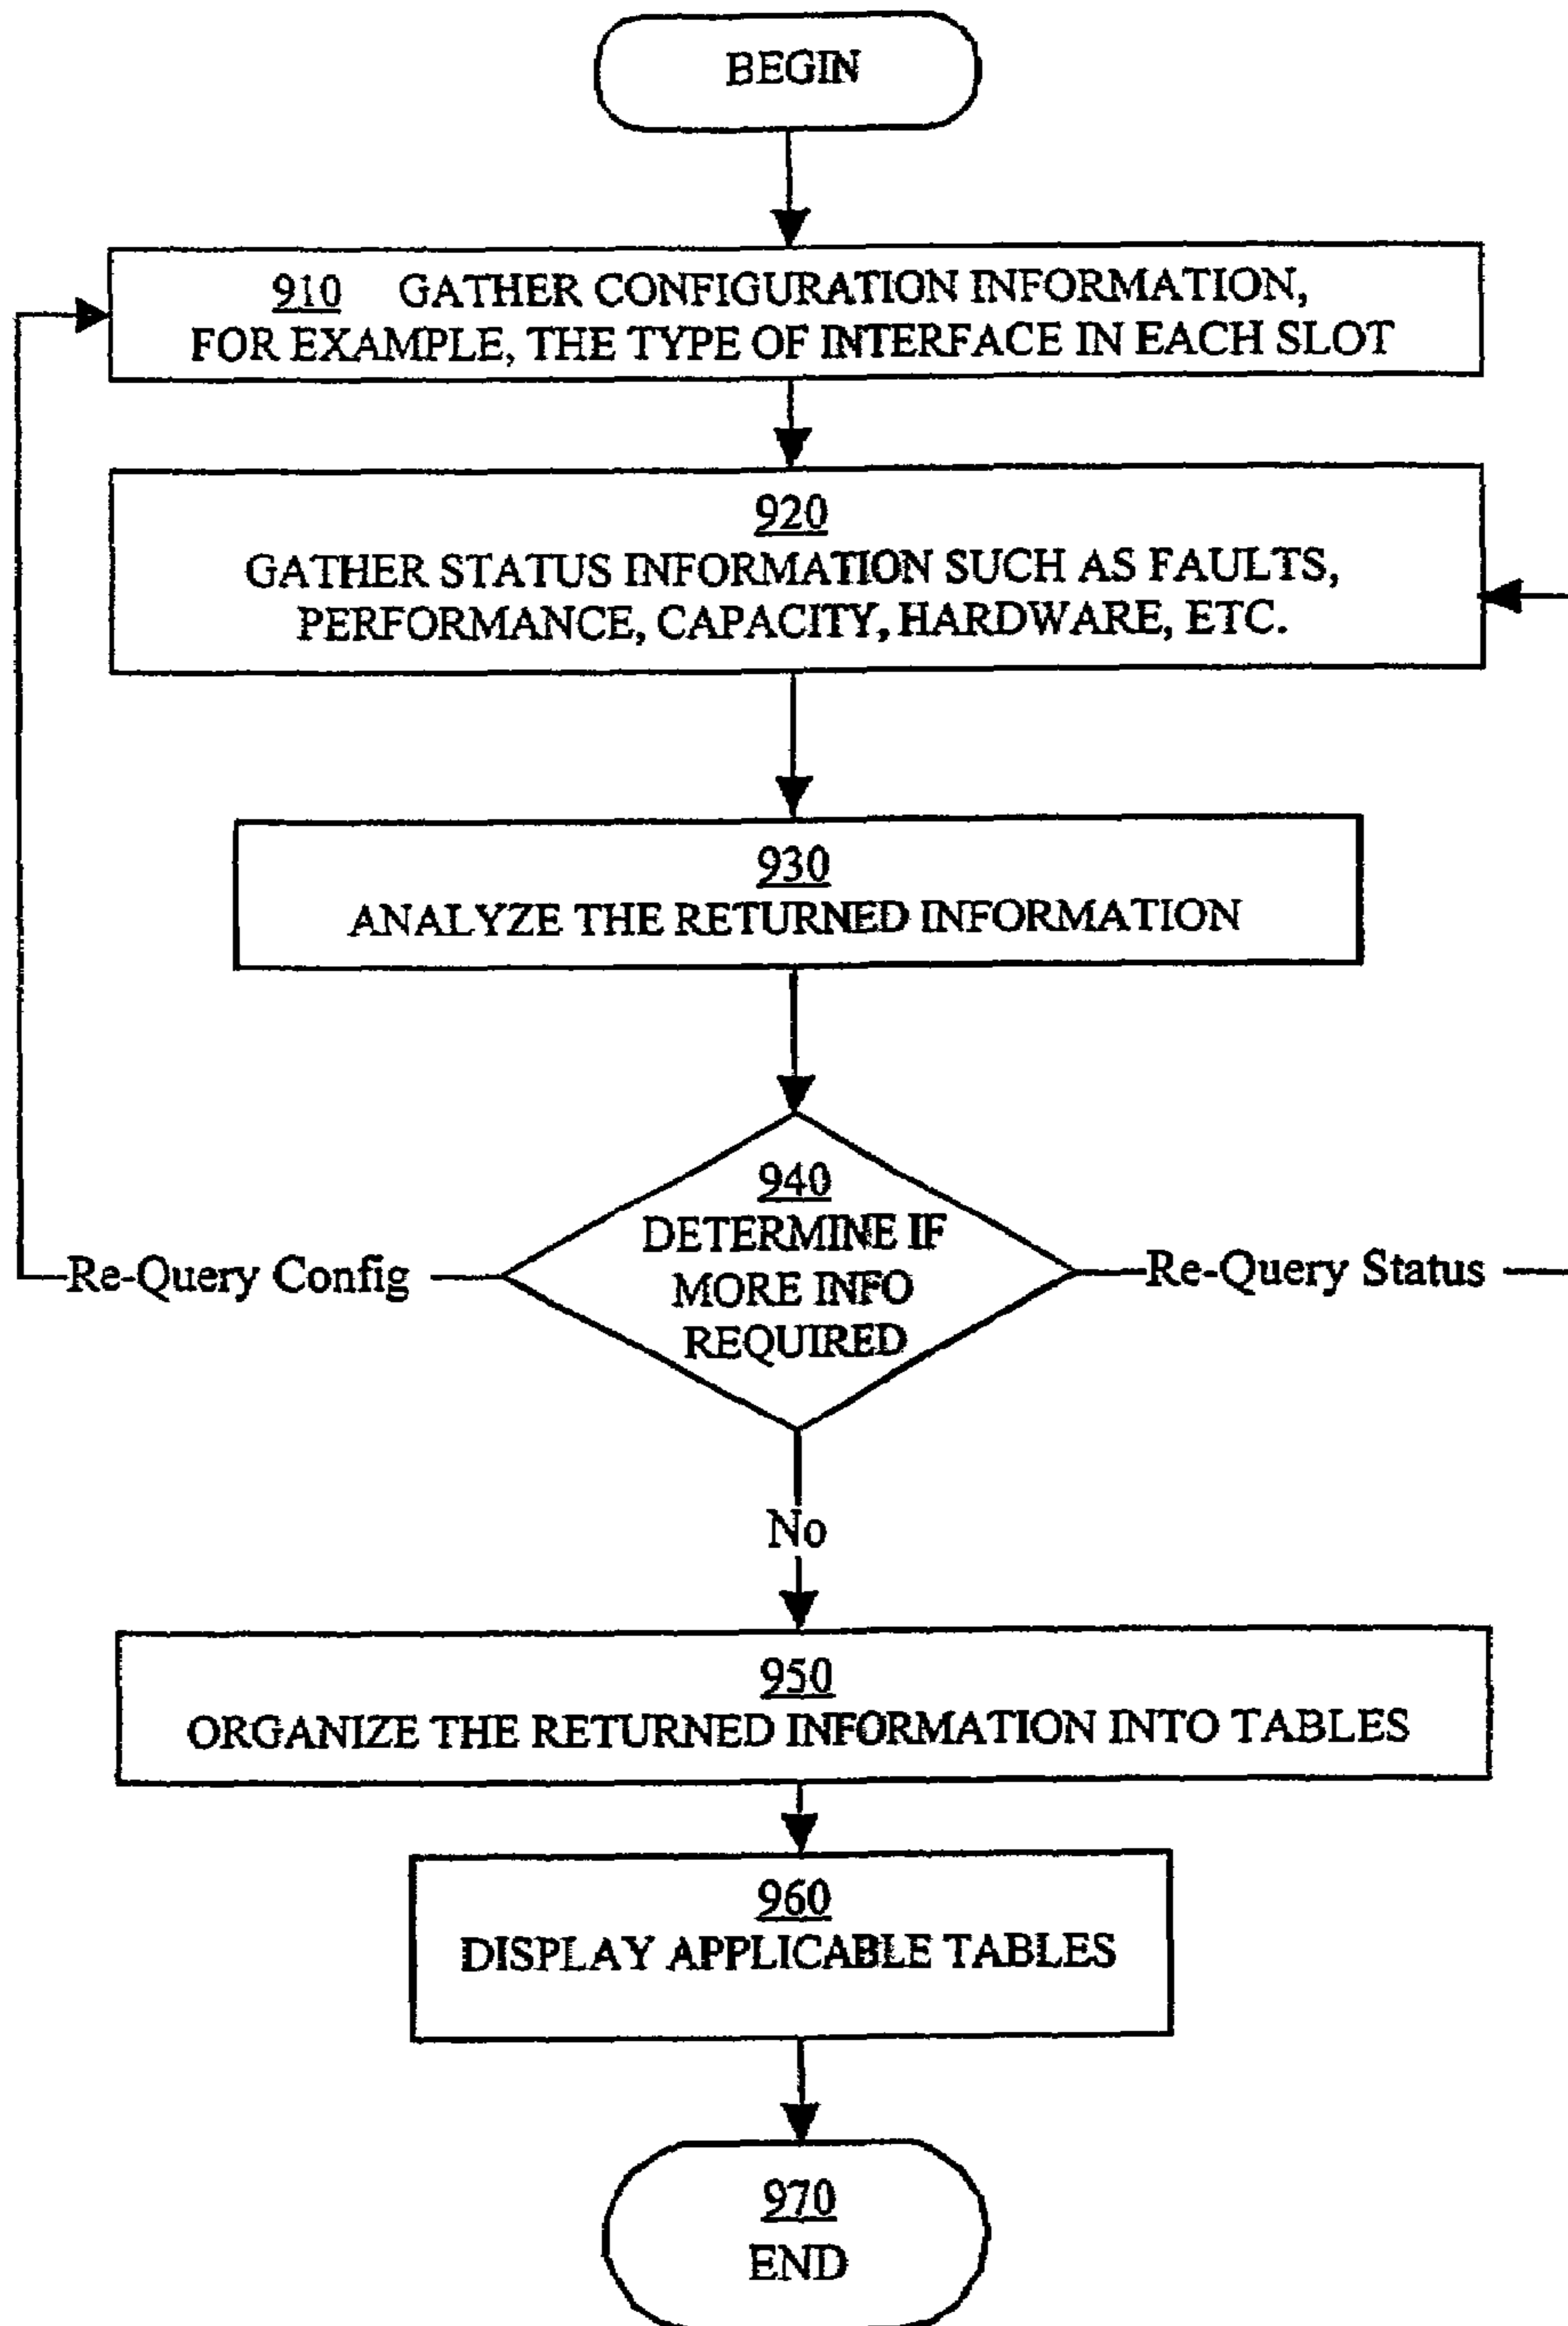 BEGIN
910 GATHER CONFIGURATION INFORMATION,
FOR EXAMPLE, THE TYPE OF INTERFACE IN EACH SLOT
920
GATHER STATUS INFORMATION SUCH AS FAULTS,
PERFORMANCE, CAPACITY, HARDWARE, ETC.
930
ANALYZE THE RETURNED INFORMATION
940
DETERMINE IF
MORE INFO
REQUIRED
Re-Query Config
Re-Query Status
No
950
ORGANIZE THE RETURNED INFORMATION INTO TABLES
960
DISPLAY APPLICABLE TABLES
970
END